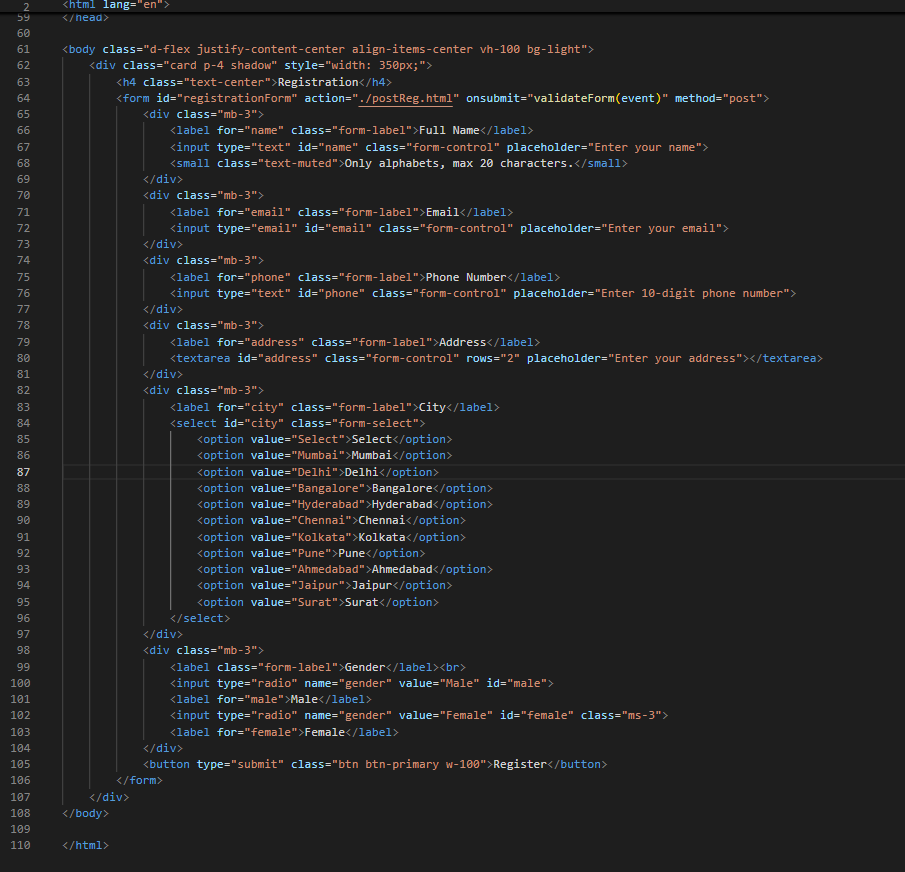 2 <html lang="en">
59 </head>
60
61 <body class="d-flex justify-content-center align-items-center vh-100 bg-light">
62 <div class="card p-4 shadow" style="width: 350px;">
63 <h4 class="text-center">Registration</h4>
64 <form id="registrationForm" action="./postReg.html" onsubmit="validateForm(event)" method="post">
65 <div class="mb-3">
66 <label for="name" class="form-label">Full Name</label>
67 <input type="text" id="name" class="form-control" placeholder="Enter your name">
68 <small class="text-muted">Only alphabets, max 20 characters.</small>
69 </div>
70 <div class="mb-3">
71 <label for="email" class="form-label">Email</label>
72 <input type="email" id="email" class="form-control" placeholder="Enter your email">
73 </div>
74 <div class="mb-3">
75 <label for="phone" class="form-label">Phone Number</label>
76 <input type="text" id="phone" class="form-control" placeholder="Enter 10-digit phone number">
77 </div>
78 <div class="mb-3">
79 <label for="address" class="form-label">Address</label>
80 <textarea id="address" class="form-control" rows="2" placeholder="Enter your address"></textarea>
81 </div>
82 <div class="mb-3">
83 <label for="city" class="form-label">City</label>
84 <select id="city" class="form-select">
85 <option value="Select">Select</option>
86 <option value="Mumbai">Mumbai</option>
87 <option value="Delhi">Delhi</option>
88 <option value="Bangalore">Bangalore</option>
89 <option value="Hyderabad">Hyderabad</option>
90 <option value="Chennai">Chennai</option>
91 <option value="Kolkata">Kolkata</option>
92 <option value="Pune">Pune</option>
93 <option value="Ahmedabad">Ahmedabad</option>
94 <option value="Jaipur">Jaipur</option>
95 <option value="Surat">Surat</option>
96 </select>
97 </div>
98 <div class="mb-3">
99 <label class="form-label">Gender</label><br>
100 <input type="radio" name="gender" value="Male" id="male">
101 <label for="male">Male</label>
102 <input type="radio" name="gender" value="Female" id="female" class="ms-3">
103 <label for="female">Female</label>
104 </div>
105 <button type="submit" class="btn btn-primary w-100">Register</button>
106 </form>
107 </div>
108 </body>
109
110 </html>